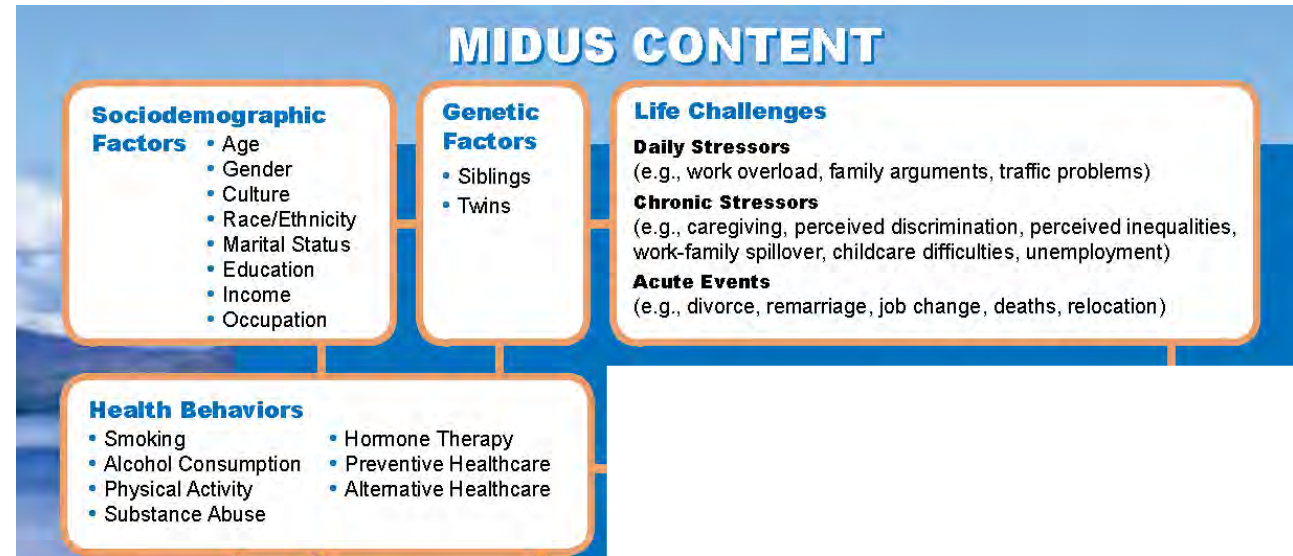 MIDUS CONTENT
Sociodemographic
Factors
• Age
• Gender
• Culture
• Race/Ethnicity
• Marital Status
• Education
• Income
• Occupation
Genetic
Factors
• Siblings
• Twins
Life Challenges
Daily Stressors
(e.g., work overload, family arguments, traffic problems)
Chronic Stressors
(e.g., caregiving, perceived discrimination, perceived inequalities,
work-family spillover, childcare difficulties, unemployment)
Acute Events
(e.g., divorce, remarriage, job change, deaths, relocation)
Health Behaviors
• Smoking
• Alcohol Consumption
• Physical Activity
• Substance Abuse
• Hormone Therapy
• Preventive Healthcare
• Alternative Healthcare